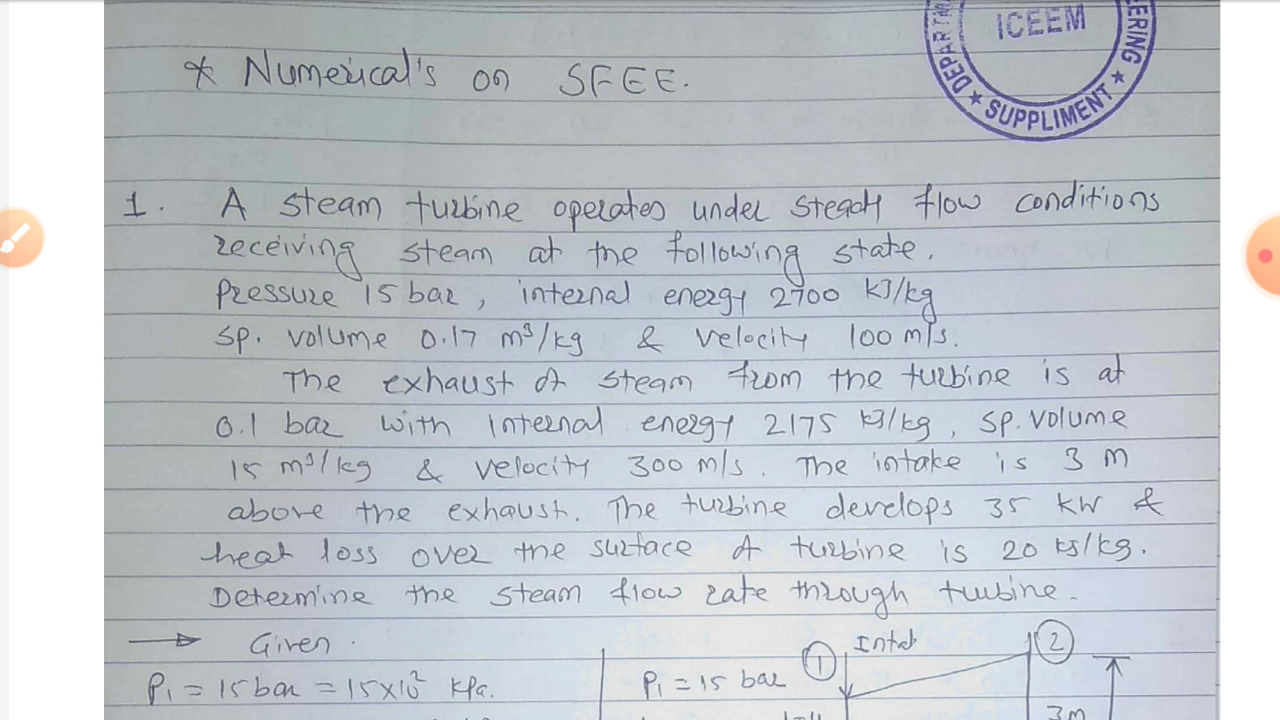 ICEEM
★ SUPPLIMENT ★
* Numerical's on SFEE.
1. A steam turbine operates under steady flow conditions
receiving steam at the following state.
Pressure 15 bar, internal energy 2700 kJ/kg
sp. volume 0.17 m³/kg & velocity 100 m/s.
The exhaust of steam from the turbine is at
0.1 bar with internal energy 2175 kJ/kg, sp. volume
15 m³/kg & velocity 300 m/s. The intake is 3 m
above the exhaust. The turbine develops 35 kW &
heat loss over the surface of turbine is 20 kJ/kg.
Determine the steam flow rate through turbine.
→ Given.
P₁ = 15 bar = 15×10² kPa.
① 
② 
P₁ = 15 bar
3m